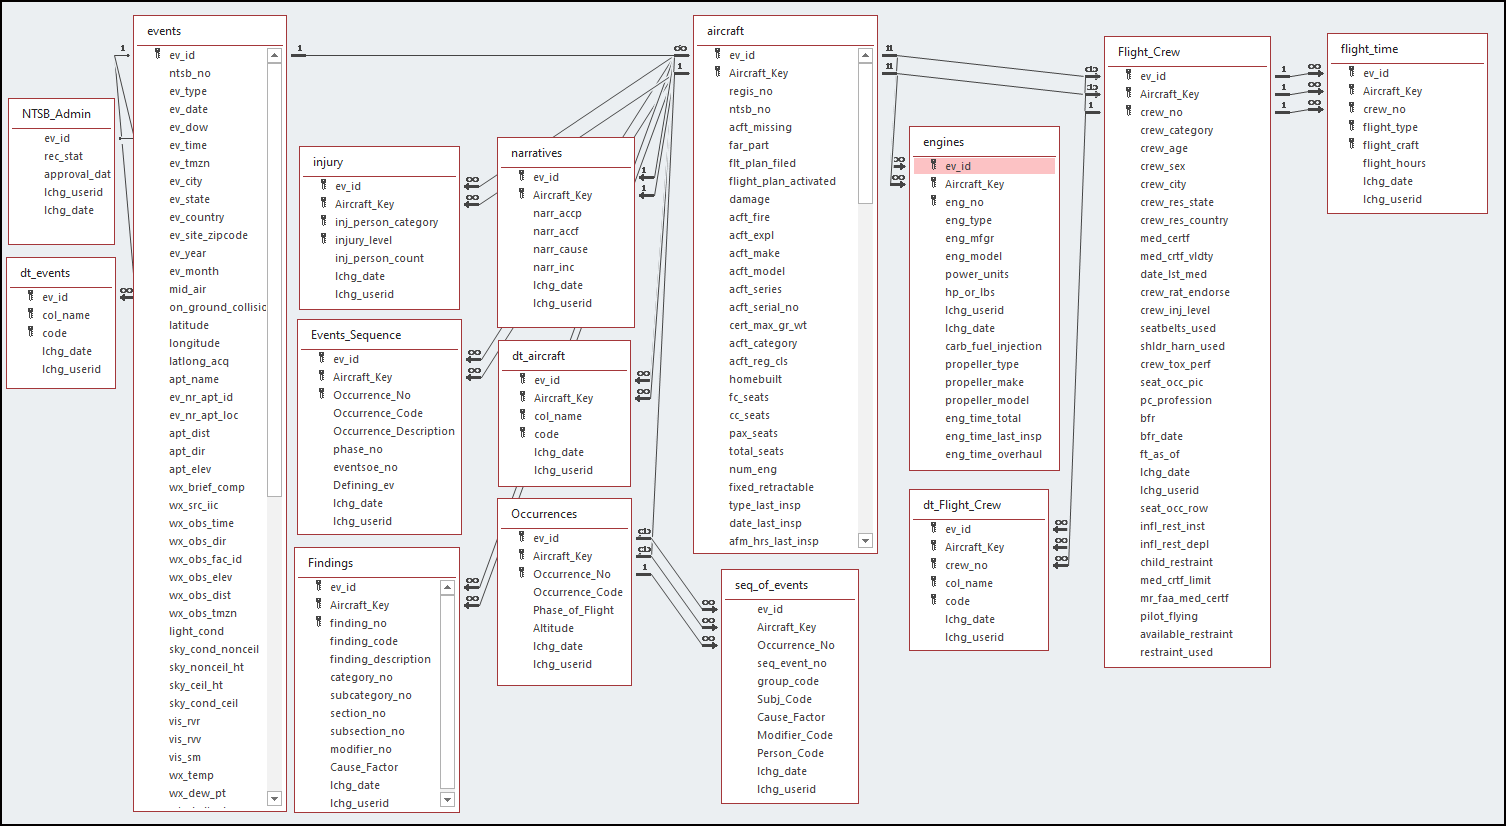 events
ev_id
ntsb_no
ev_type
ev_date
ev_dow
ev_time
ev_tmzn
ev_city
ev_state
ev_country
ev_site_zipcode
ev_year
ev_month
mid_air
on_ground_collisic
latitude
longitude
latlong_acq
apt_name
ev_nr_apt_id
ev_nr_apt_loc
apt_dist
apt_dir
apt_elev
wx_brief_comp
wx_src_iic
wx_obs_time
wx_obs_dir
wx_obs_fac_id
wx_obs_elev
wx_obs_dist
wx_obs_tmzn
light_cond
sky_cond_nonceil
sky_nonceil_ht
sky_ceil_ht
sky_cond_ceil
vis_rvr
vis_rvv
vis_sm
wx_temp
wx_dew_pt
NTSB_Admin
ev_id
rec_stat
approval_dat
lchg_userid
lchg_date
dt_events
ev_id
col_name
code
lchg_date
lchg_userid
injury
ev_id
Aircraft_Key
inj_person_category
injury_level
inj_person_count
lchg_date
lchg_userid
Events_Sequence
ev_id
Aircraft_Key
Occurrence_No
Occurrence_Code
Occurrence_Description
phase_no
eventsoe_no
Defining_ev
lchg_date
lchg_userid
Findings
ev_id
Aircraft_Key
finding_no
finding_code
finding_description
category_no
subcategory_no
section_no
subsection_no
modifier_no
Cause_Factor
lchg_date
lchg_userid
narratives
ev_id
Aircraft_Key
narr_accp
narr_accf
narr_cause
narr_inc
lchg_date
lchg_userid
dt_aircraft
ev_id
Aircraft_Key
col_name
code
lchg_date
lchg_userid
Occurrences
ev_id
Aircraft_Key
Occurrence_No
Occurrence_Code
Phase_of_Flight
Altitude
lchg_date
lchg_userid
aircraft
ev_id
Aircraft_Key
regis_no
ntsb_no
acft_missing
far_part
flt_plan_filed
flight_plan_activated
damage
acft_fire
acft_expl
acft_make
acft_model
acft_series
acft_serial_no
cert_max_gr_wt
acft_category
acft_reg_cls
homebuilt
fc_seats
cc_seats
pax_seats
total_seats
num_eng
fixed_retractable
type_last_insp
date_last_insp
afm_hrs_last_insp
seq_of_events
ev_id
Aircraft_Key
Occurrence_No
seq_event_no
group_code
Subj_Code
Cause_Factor
Modifier_Code
Person_Code
lchg_date
lchg_userid
engines
ev_id
Aircraft_Key
eng_no
eng_type
eng_mfgr
eng_model
power_units
hp_or_lbs
lchg_userid
lchg_date
carb_fuel_injection
propeller_type
propeller_make
propeller_model
eng_time_total
eng_time_last_insp
eng_time_overhaul
dt_Flight_Crew
ev_id
Aircraft_Key
crew_no
col_name
code
lchg_date
lchg_userid
Flight_Crew
ev_id
Aircraft_Key
crew_no
crew_category
crew_age
crew_sex
crew_city
crew_res_state
crew_res_country
med_certf
med_crtf_vldty
date_lst_med
crew_rat_endorse
crew_inj_level
seatbelts_used
shldr_harn_used
crew_tox_perf
seat_occ_pic
pc_profession
bfr
bfr_date
ft_as_of
lchg_date
lchg_userid
seat_occ_row
infl_rest_inst
infl_rest_depl
child_restraint
med_crtf_limit
mr_faa_med_certf
pilot_flying
available_restraint
restraint_used
flight_time
ev_id
Aircraft_Key
crew_no
flight_type
flight_craft
flight_hours
lchg_date
lchg_userid